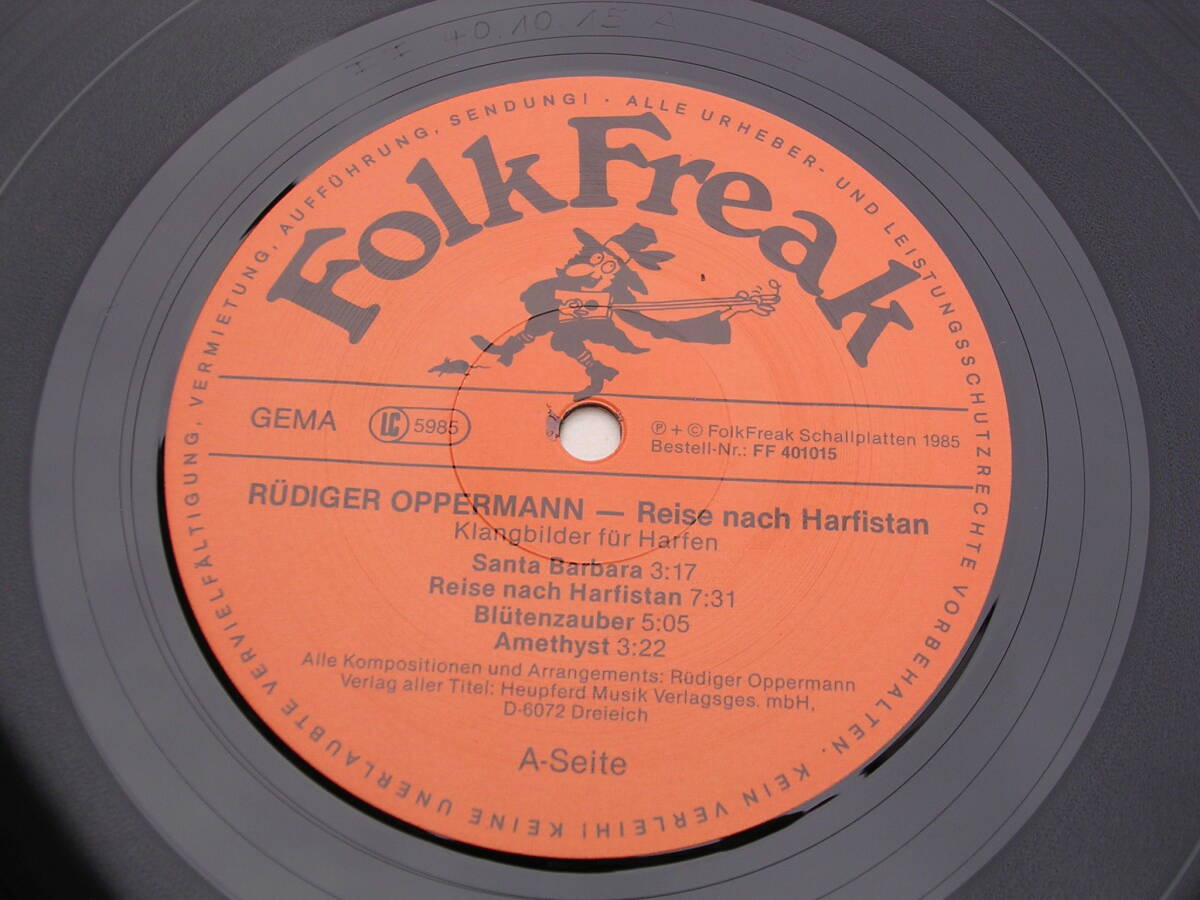 40.10.15 A
ALLE URHEBER- UND LEISTUNGSSCHUTZRECHTE VORBEHALTEN. KEIN VERLEIH! KEINE UNERLAUBTE VERVIELFÄLTIGUNG, VERMIETUNG, AUFFÜHRUNG, SENDUNG! ·
FolkFreak
GEMA LC 5985
℗ + © FolkFreak Schallplatten 1985
Bestell-Nr.: FF 401015
RÜDIGER OPPERMANN — Reise nach Harfistan
Klangbilder für Harfen
Santa Barbara 3:17
Reise nach Harfistan 7:31
Blütenzauber 5:05
Amethyst 3:22
Alle Kompositionen und Arrangements: Rüdiger Oppermann
Verlag aller Titel: Heupferd Musik Verlagsges. mbH,
D-6072 Dreieich
A-Seite